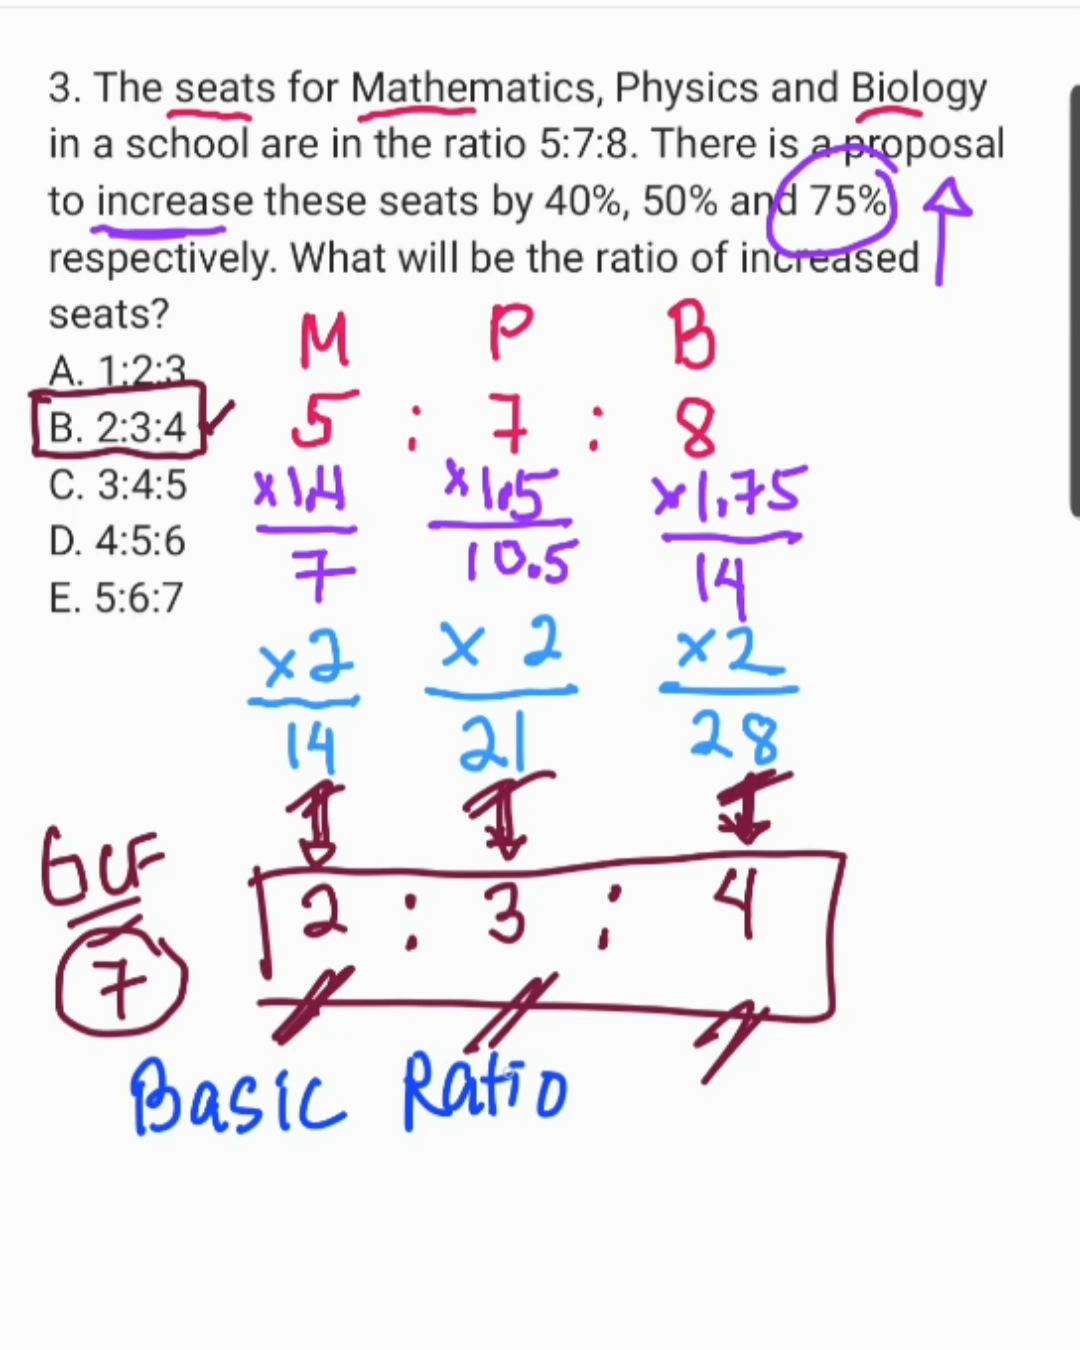 3. The seats for Mathematics, Physics and Biology
in a school are in the ratio 5:7:8. There is a proposal
to increase these seats by 40%, 50% and 75%
respectively. What will be the ratio of increased
seats?
A. 1:2:3
B. 2:3:4
C. 3:4:5
D. 4:5:6
E. 5:6:7
M P B
5 : 7 : 8
×1.4 ×1.5 ×1.75
7 10.5 14
×2 × 2 ×2
14 21 28
GCF
7
2 : 3 : 4
Basic Ratio